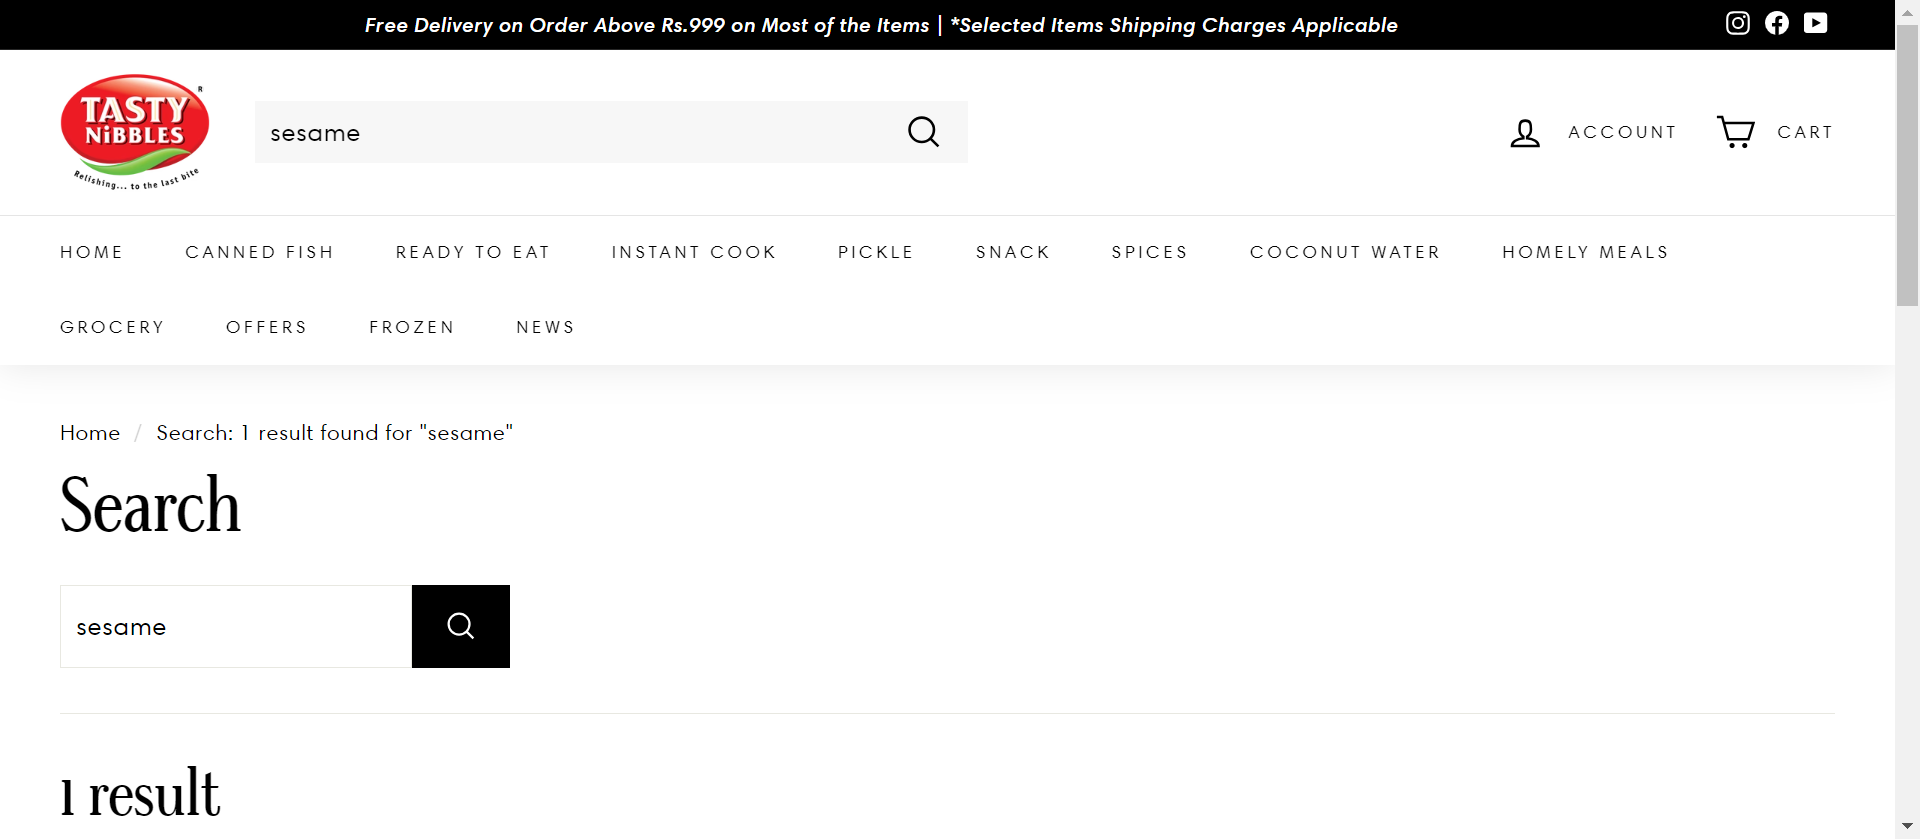 Free Delivery on Order Above Rs.999 on Most of the Items | *Selected Items Shipping Charges Applicable
TASTY
NiBBLES
®
Relishing... to the last bite
sesame
ACCOUNT
CART
HOME
CANNED FISH
READY TO EAT
INSTANT COOK
PICKLE
SNACK
SPICES
COCONUT WATER
HOMELY MEALS
GROCERY
OFFERS
FROZEN
NEWS
Home / Search: 1 result found for "sesame"
Search
sesame
1 result